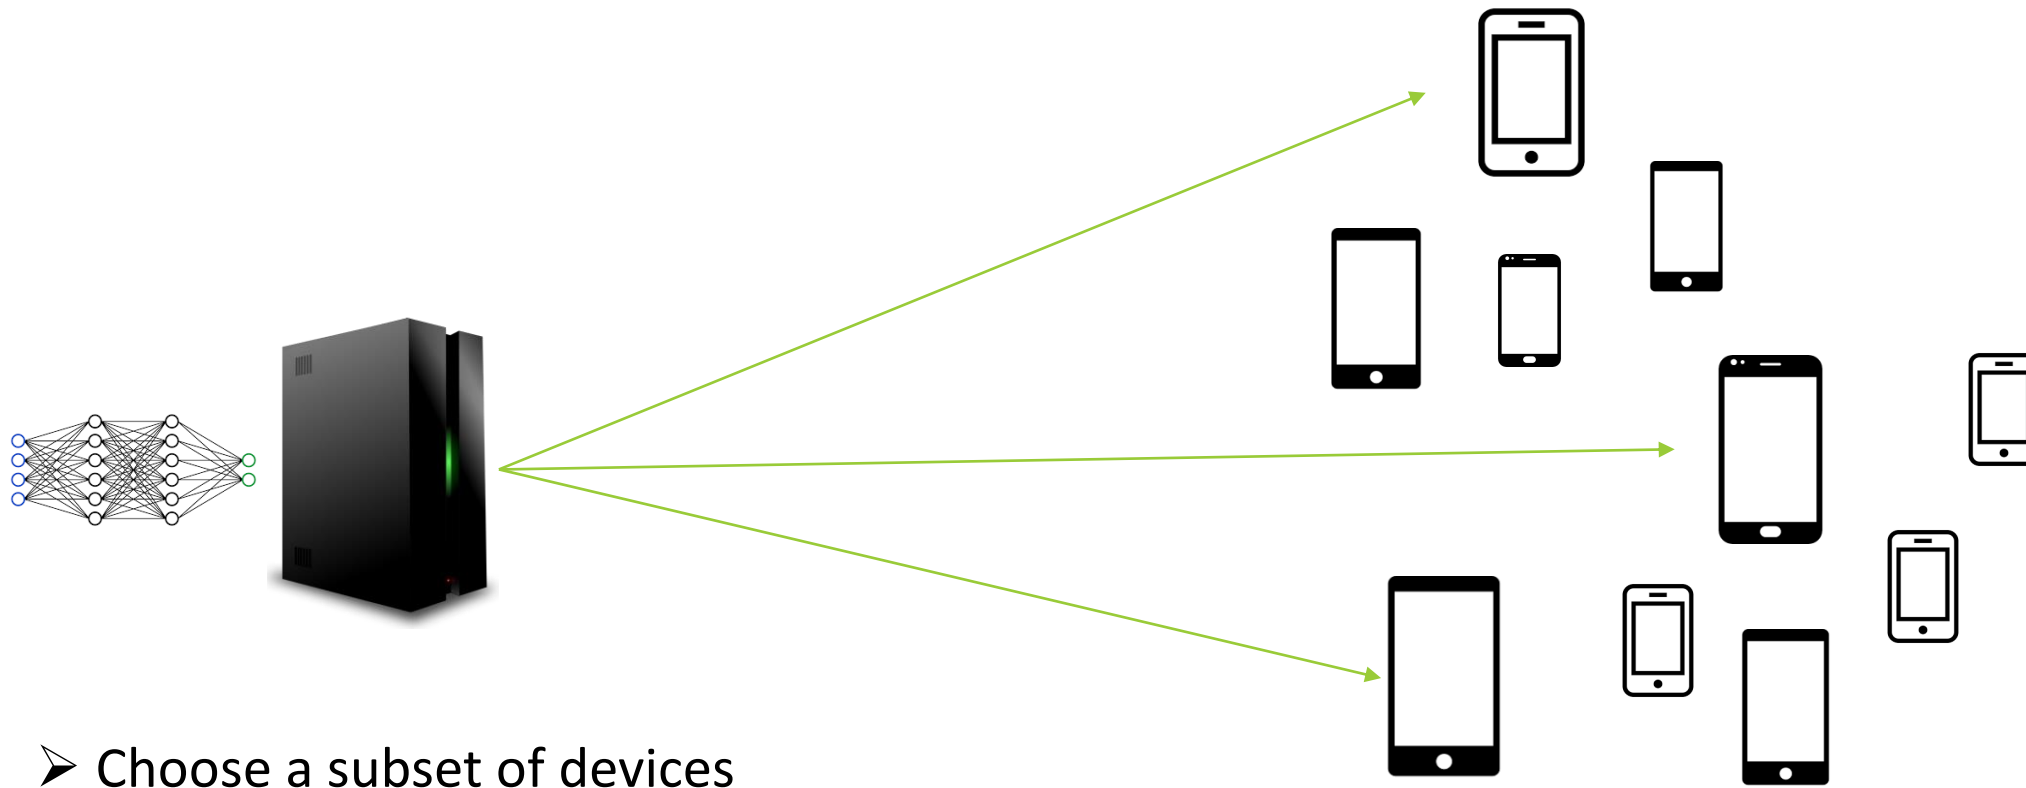 ➢ Choose a subset of devices